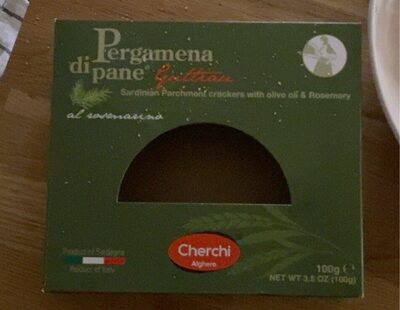 Pergamena
di pane®
Guttiau
Sardinian Parchment crackers with olive oil & Rosemary
al rosmarino
Cherchi
Alghero
Product of Sardegna
Product of Italy
100g ℮
NET WT 3.5 OZ (100g)